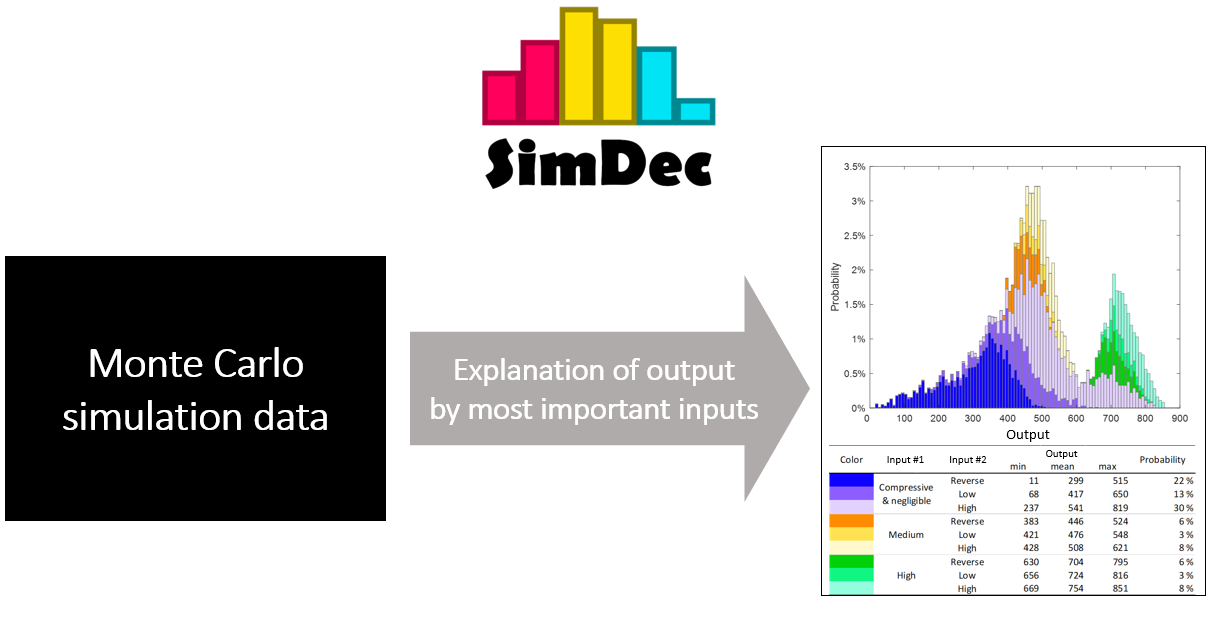 SimDec
Monte Carlo
simulation data
Explanation of output
by most important inputs
3.5%
3%
2.5%
2%
1.5%
1%
0.5%
0%
Probability
0 100 200 300 400 500 600 700 800 900
Output
Color Input #1 Input #2 Output Probability
min mean max
Compressive
& negligible
Reverse 11 299 515 22 %
Low 68 417 650 13 %
High 237 541 819 30 %
Medium
Reverse 383 446 524 6 %
Low 421 476 548 3 %
High 428 508 621 8 %
High
Reverse 630 704 795 6 %
Low 656 724 816 3 %
High 669 754 851 8 %